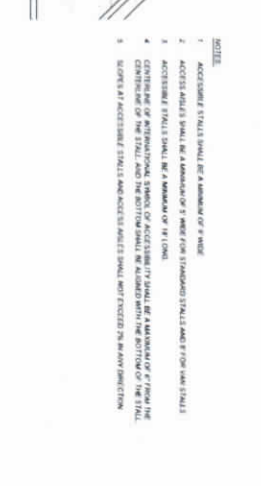 NOTES:
1 ACCESSIBLE STALLS SHALL BE A MINIMUM OF 9' WIDE
2 ACCESS AISLES SHALL BE A MINIMUM OF 5' WIDE FOR STANDARD STALLS AND 8' FOR VAN STALLS
3 ACCESSIBLE STALLS SHALL BE A MINIMUM OF 18' LONG.
4 CENTERLINE OF INTERNATIONAL SYMBOL OF ACCESSIBILITY SHALL BE A MAXIMUM OF 6" FROM THE
CENTERLINE OF THE STALL AND THE BOTTOM SHALL BE ALIGNED WITH THE BOTTOM OF THE STALL.
5 SLOPES AT ACCESSIBLE STALLS AND ACCESS AISLES SHALL NOT EXCEED 2% IN ANY DIRECTION